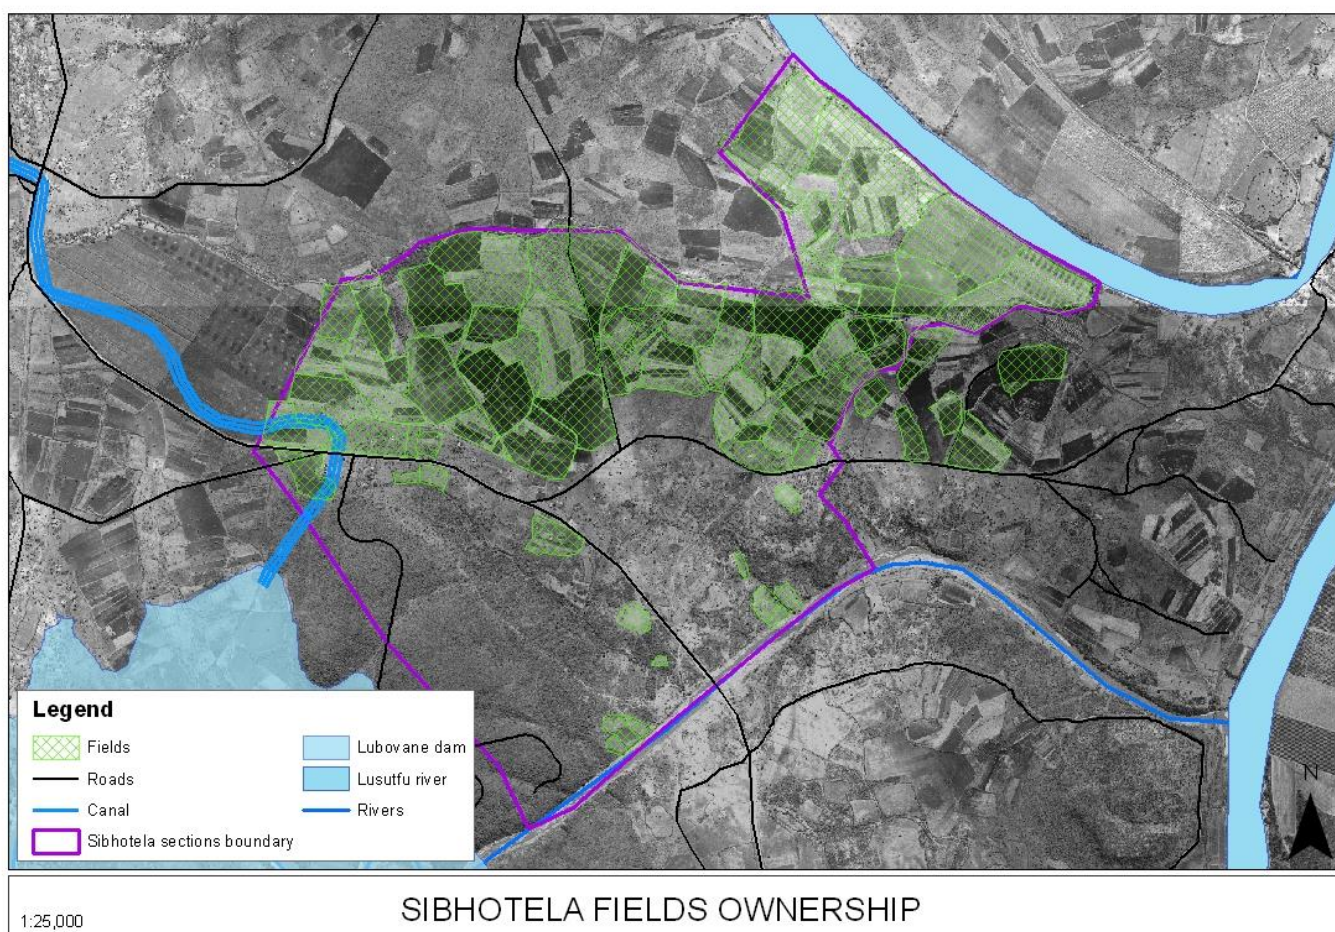 N
Legend
Fields
Roads
Canal
Sibhotela sections boundary
Lubovane dam
Lusutfu river
Rivers
1:25,000
SIBHOTELA FIELDS OWNERSHIP